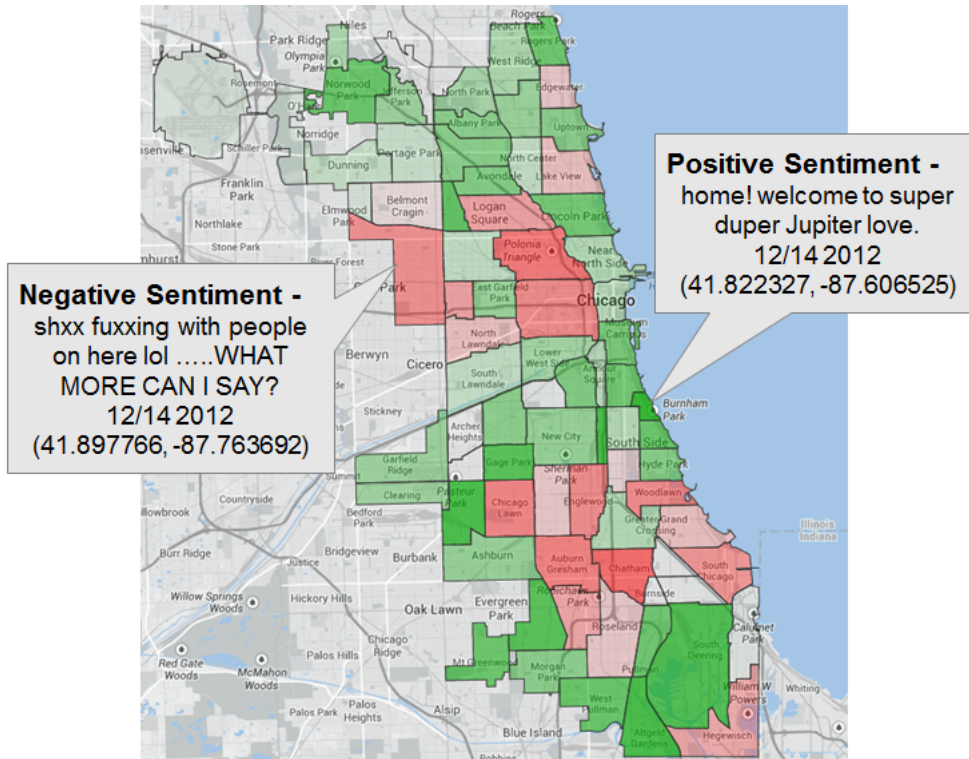 Rogers
Beach Park
Rogers Park
Niles
Park Ridge
Olympia
Park
West Ridge
Edgewater
Rosemont
Norwood
Park
Jefferson
Park
North Park
O'Hare
Albany Park
Uptown
Norridge
Schiller Park
Portage Park
North Center
Dunning
Avondale
Lake View
Franklin
Park
Elmwood
Park
Belmont
Cragin
Logan
Square
Lincoln Park
Northlake
Stone Park
Polonia
Triangle
Near
North Side
River Forest
East Garfield
Park
Chicago
Museum
Campus
North
Lawndale
Berwyn
Cicero
Lower
West Side
Armour
Square
South
Lawndale
Stickney
Burnham
Park
Archer
Heights
New City
South Side
Garfield
Ridge
Gage Park
Hyde Park
Summit
Sherman
Park
Clearing
Pasteur
Park
Chicago
Lawn
Englewood
Woodlawn
Countryside
Bedford
Park
Greater Grand
Crossing
Illinois
Indiana
Burr Ridge
Bridgeview
Burbank
Ashburn
Justice
Auburn
Gresham
Chatham
South
Chicago
Willow Springs
Woods
Hickory Hills
Robichaux
Park
Burnside
Oak Lawn
Evergreen
Park
Roseland
Calumet
Park
Chicago
Ridge
South
Deering
Red Gate
Woods
McMahon
Woods
Palos Hills
Mt Greenwood
Morgan
Park
Pullman
Whiting
William W
Powers
Palos Park
Palos
Heights
Alsip
West
Pullman
Blue Island
Altgeld
Gardens
Hegewisch
Negative Sentiment -
shxx fuxxing with people
on here lol …..WHAT
MORE CAN I SAY?
12/14 2012
(41.897766, -87.763692)
Positive Sentiment -
home! welcome to super
duper Jupiter love.
12/14 2012
(41.822327, -87.606525)